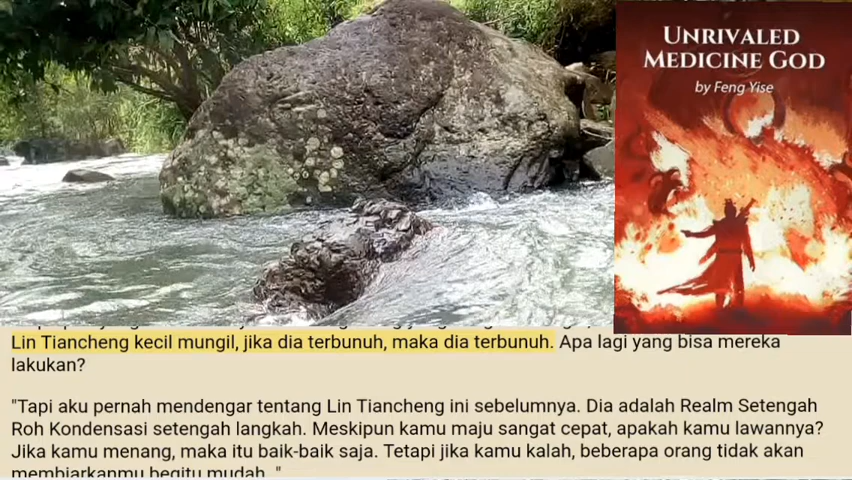 UNRIVALED
MEDICINE GOD
by Feng Yise
Lin Tiancheng kecil mungil, jika dia terbunuh, maka dia terbunuh. Apa lagi yang bisa mereka
lakukan?
"Tapi aku pernah mendengar tentang Lin Tiancheng ini sebelumnya. Dia adalah Realm Setengah
Roh Kondensasi setengah langkah. Meskipun kamu maju sangat cepat, apakah kamu lawannya?
Jika kamu menang, maka itu baik-baik saja. Tetapi jika kamu kalah, beberapa orang tidak akan
membiarkanmu begitu mudah. "